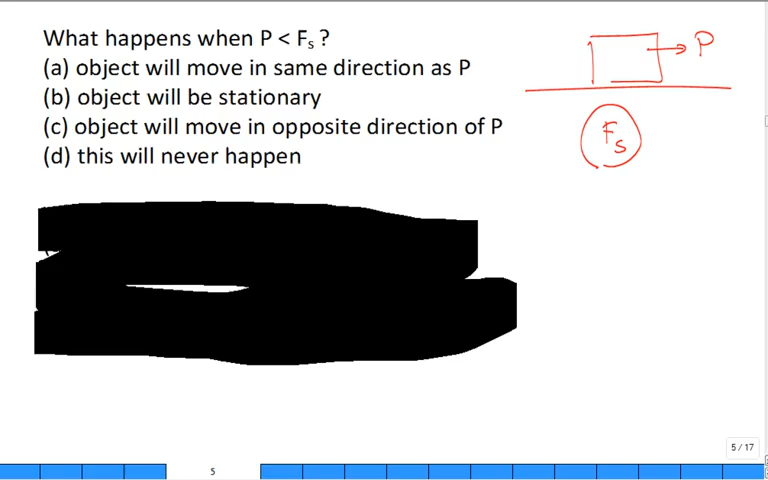 What happens when P < Fs ?
(a) object will move in same direction as P
(b) object will be stationary
(c) object will move in opposite direction of P
(d) this will never happen
P
Fs
5 / 17
5